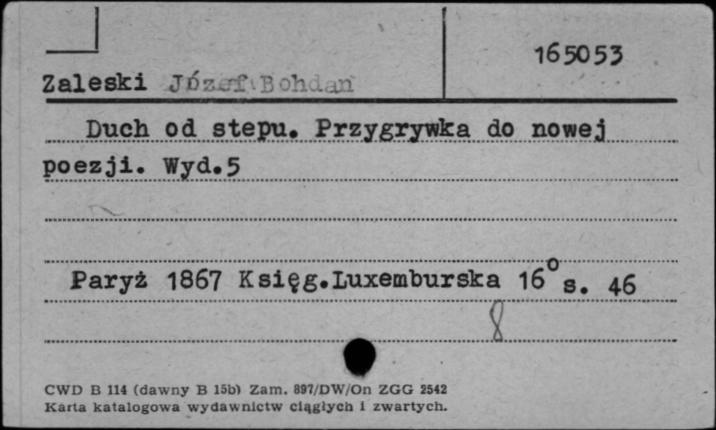 165053
Zaleski Józef Bohdan
Duch od stepu. Przygrywka do nowej
poezji. Wyd.5
Paryż 1867 Księg.Luxemburska 16° s. 46
8
CWD B 114 (dawny B 15b) Zam. 897/DW/On ZGG 2542
Karta katalogowa wydawnictw ciągłych i zwartych.